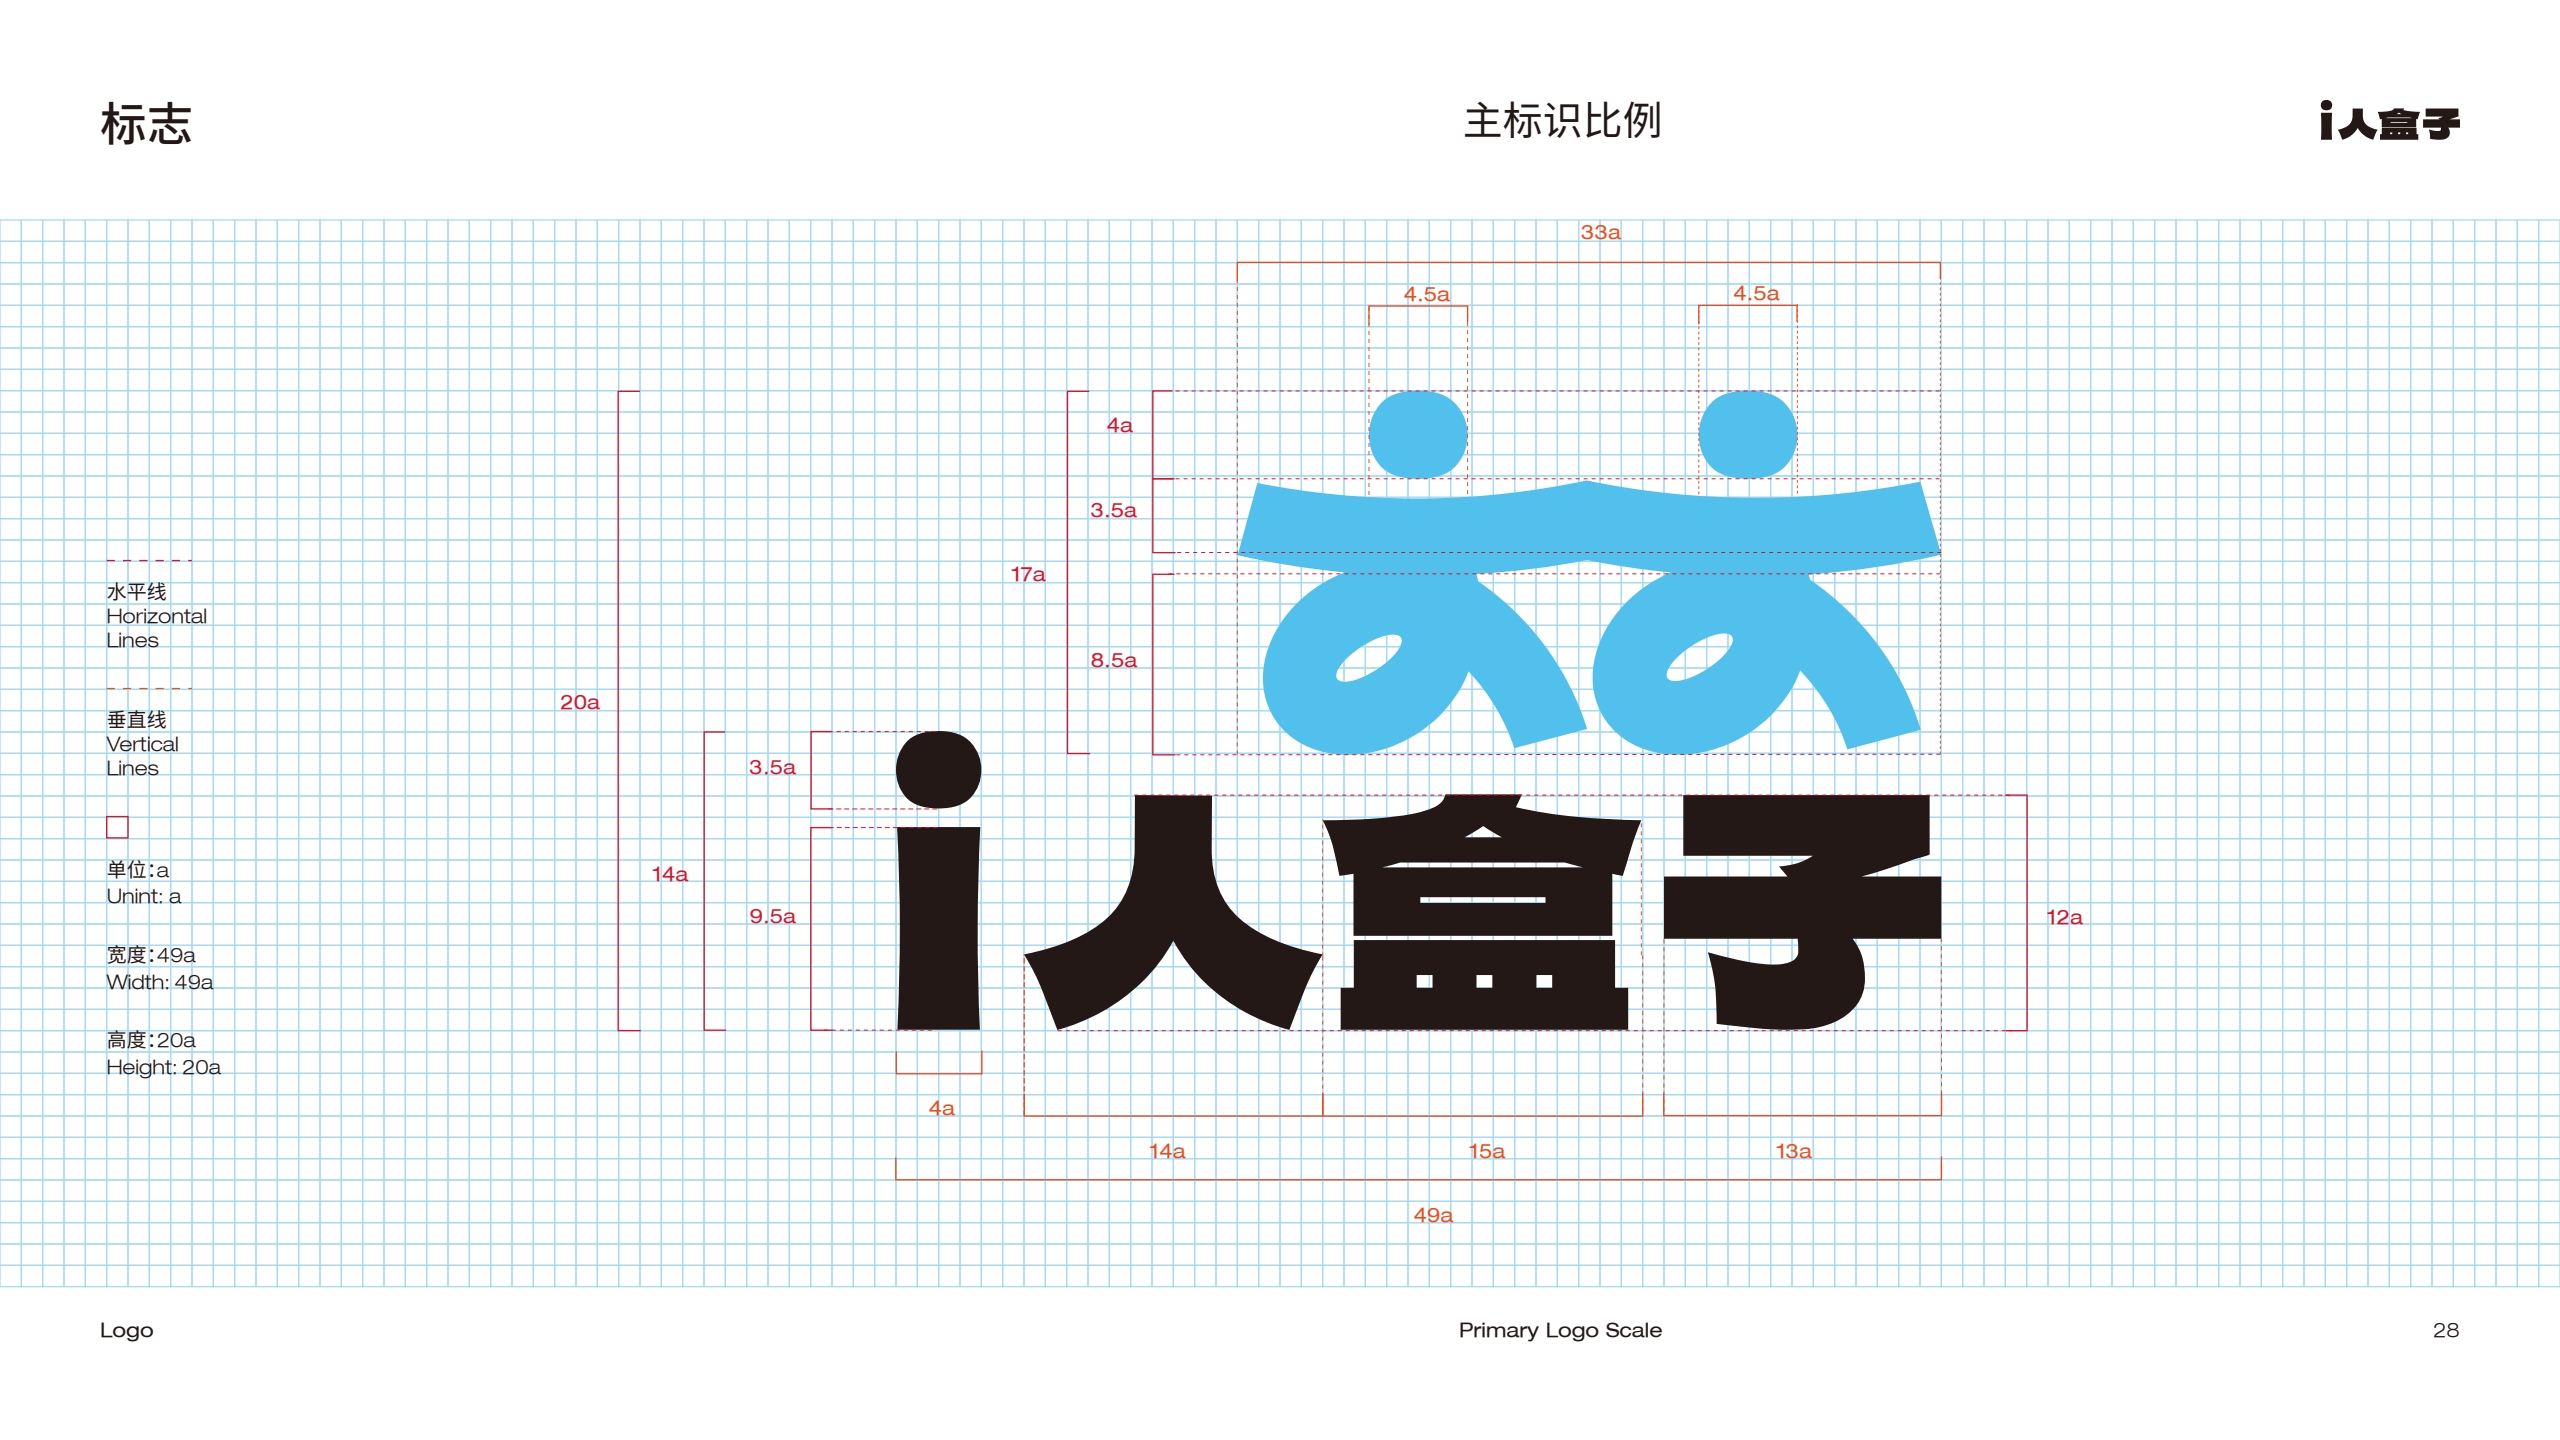 标志
主标识比例
i人盒子
33a
4.5a
4.5a
4a
3.5a
17a
8.5a
20a
水平线
Horizontal
Lines
垂直线
Vertical
Lines
单位：a
Unint: a
宽度：49a
Width: 49a
高度：20a
Height: 20a
3.5a
14a
9.5a
i人盒子
12a
4a
14a
15a
13a
49a
Logo
Primary Logo Scale
28